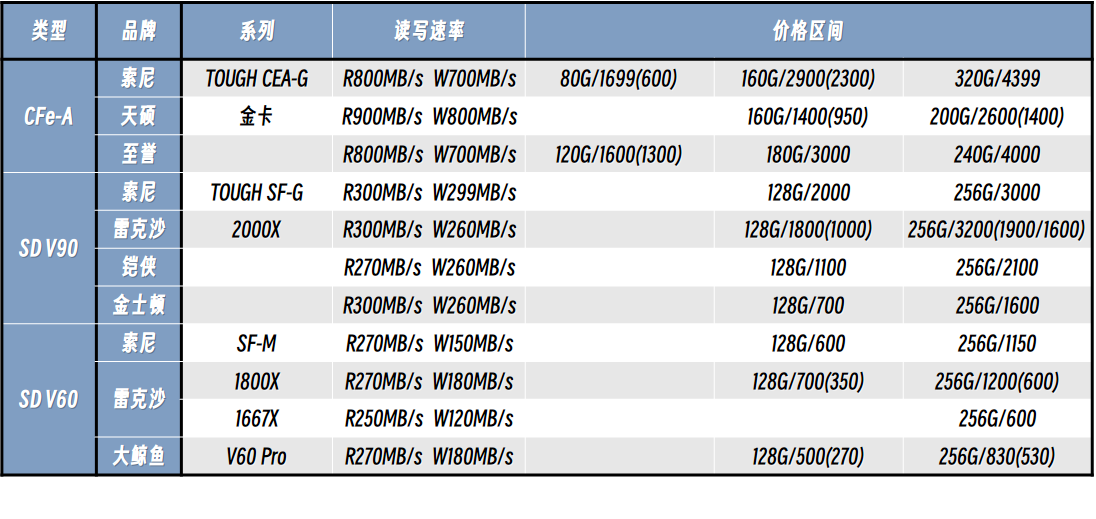 类型 品牌 系列 读写速率 价格区间
CFe-A 索尼 TOUGH CEA-G R800MB/s W700MB/s 80G/1699(600) 160G/2900(2300) 320G/4399
天硕 金卡 R900MB/s W800MB/s 160G/1400(950) 200G/2600(1400)
至誉 R800MB/s W700MB/s 120G/1600(1300) 180G/3000 240G/4000
SD V90 索尼 TOUGH SF-G R300MB/s W299MB/s 128G/2000 256G/3000
雷克沙 2000X R300MB/s W260MB/s 128G/1800(1000) 256G/3200(1900/1600)
铠侠 R270MB/s W260MB/s 128G/1100 256G/2100
金士顿 R300MB/s W260MB/s 128G/700 256G/1600
SD V60 索尼 SF-M R270MB/s W150MB/s 128G/600 256G/1150
雷克沙 1800X R270MB/s W180MB/s 128G/700(350) 256G/1200(600)
1667X R250MB/s W120MB/s 256G/600
大鲸鱼 V60 Pro R270MB/s W180MB/s 128G/500(270) 256G/830(530)